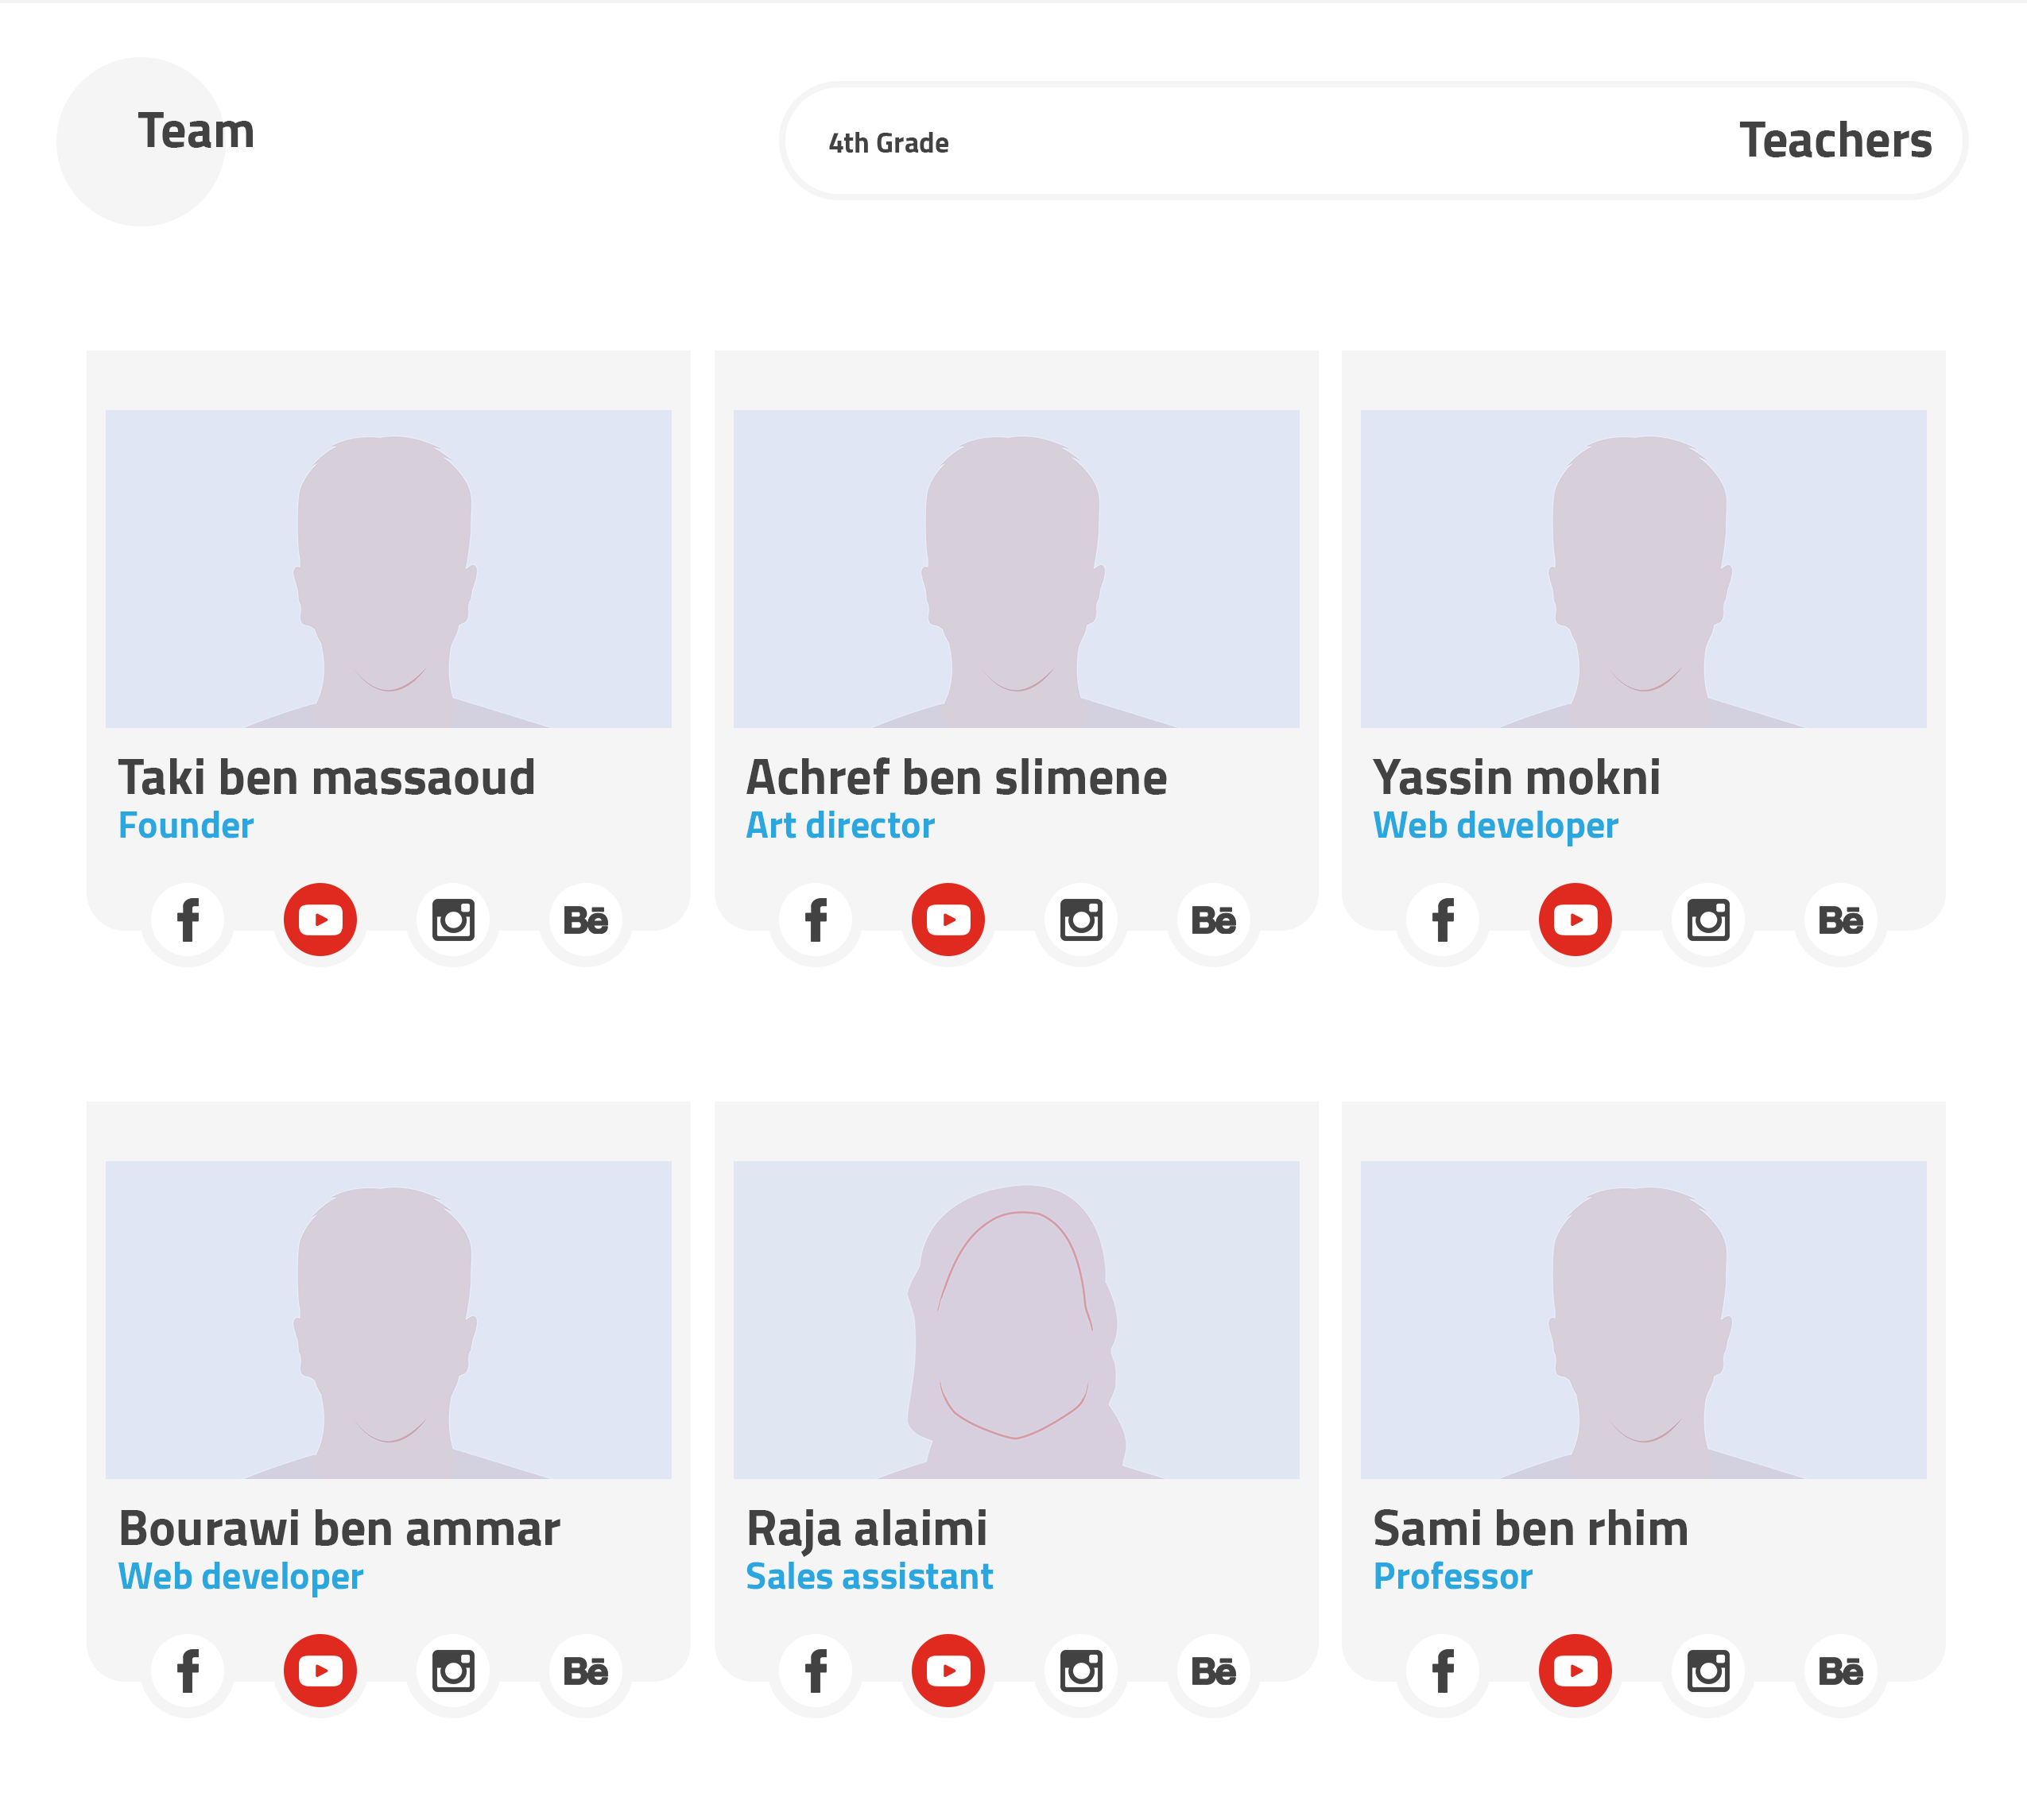 Team
4th Grade
Teachers
Taki ben massaoud
Founder
Achref ben slimene
Art director
Yassin mokni
Web developer
Bē
Bē
Bē
Bourawi ben ammar
Web developer
Raja alaimi
Sales assistant
Sami ben rhim
Professor
Bē
Bē
Bē